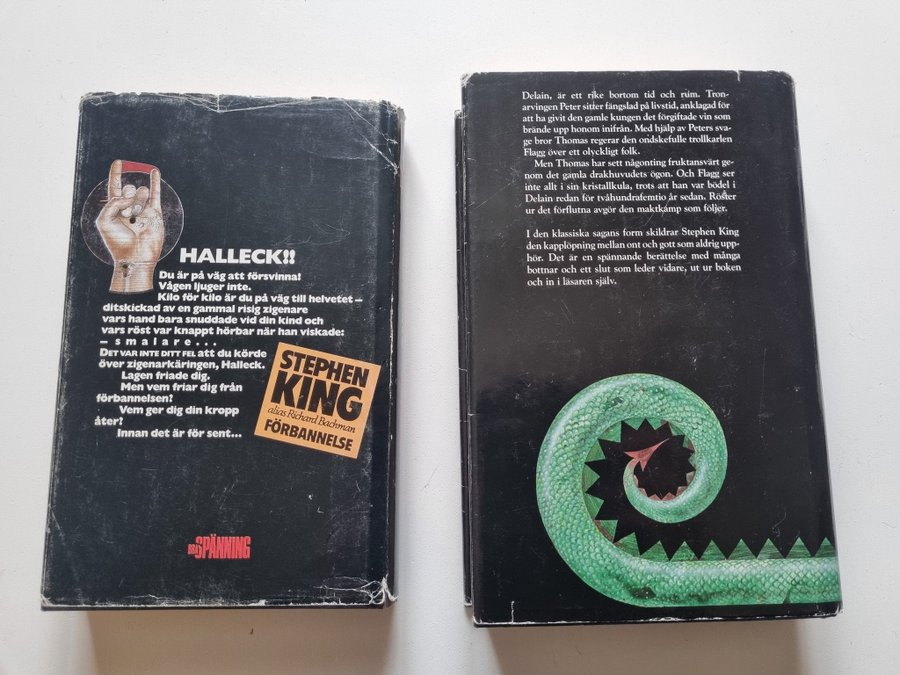 HALLECK!!
Du är på väg att försvinna!
Vågen ljuger inte.
Kilo för kilo är du på väg till helvetet –
ditskickad av en gammal risig zigenare
vars hand bara snuddade vid din kind och
vars röst var knappt hörbar när han viskade:
– smalare...
DET VAR INTE DITT FEL att du körde
över zigenarkäringen, Halleck.
Lagen friade dig.
Men vem friar dig från
förbannelsen?
Vem ger dig din kropp
åter?
Innan det är för sent...
STEPHEN
KING
alias Richard Bachman
FÖRBANNELSE
BRA SPÄNNING
Delain, är ett rike bortom tid och rum. Tron-
arvingen Peter sitter fängslad på livstid, anklagad för
att ha givit den gamle kungen det förgiftade vin som
brände upp honom inifrån. Med hjälp av Peters sva-
ge bror Thomas regerar den ondskefulle trollkarlen
Flagg över ett olyckligt folk.
Men Thomas har sett någonting fruktansvärt ge-
nom det gamla drakhuvudets ögon. Och Flagg ser
inte allt i sin kristallkula, trots att han var bödel i
Delain redan för tvåhundrafemtio år sedan. Röster
ur det förflutna avgör den maktkamp som följer.
I den klassiska sagans form skildrar Stephen King
den kapplöpning mellan ont och gott som aldrig upp-
hör. Det är en spännande berättelse med många
bottnar och ett slut som leder vidare, ut ur boken
och in i läsaren själv.